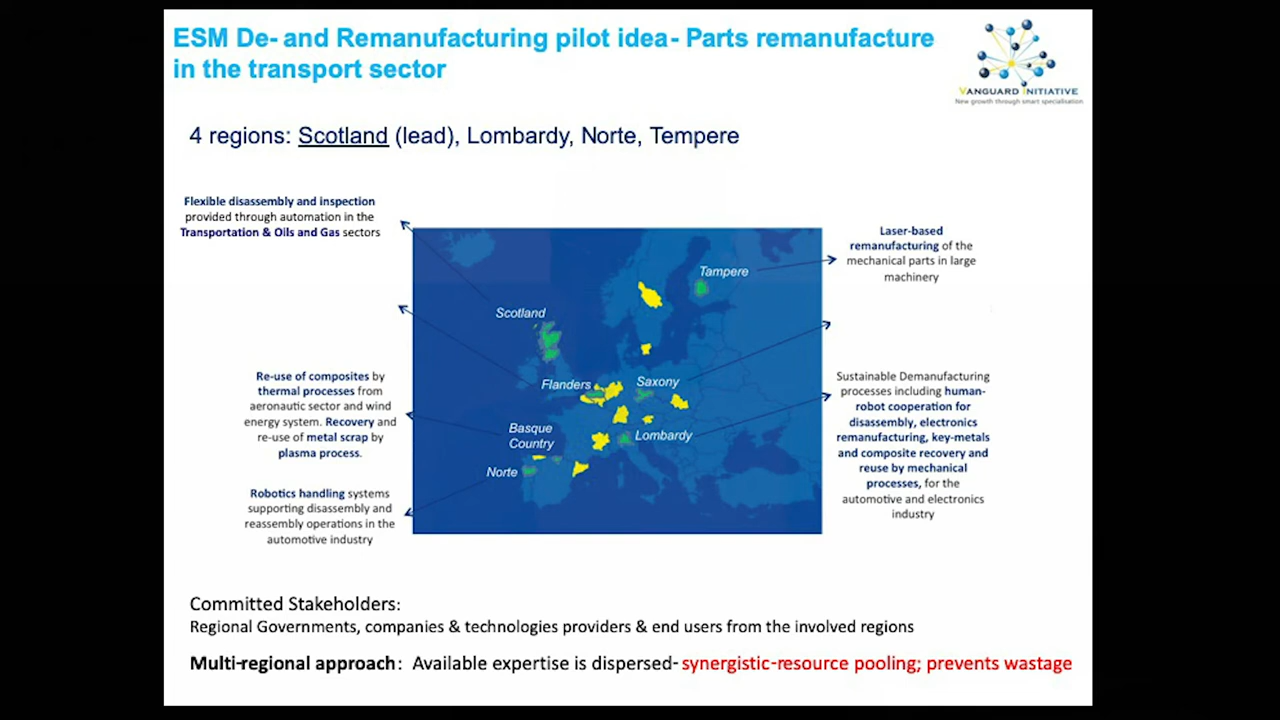 ESM De- and Remanufacturing pilot idea- Parts remanufacture
in the transport sector
VANGUARD INITIATIVE
New growth through smart specialisation
4 regions: Scotland (lead), Lombardy, Norte, Tempere
Flexible disassembly and inspection
provided through automation in the
Transportation & Oils and Gas sectors
Laser-based
remanufacturing of the
mechanical parts in large
machinery
Tampere
Scotland
Flanders
Saxony
Basque
Country
Lombardy
Norte
Re-use of composites by
thermal processes from
aeronautic sector and wind
energy system. Recovery and
re-use of metal scrap by
plasma process.
Sustainable Demanufacturing
processes including human-
robot cooperation for
disassembly, electronics
remanufacturing, key-metals
and composite recovery and
reuse by mechanical
processes, for the
automotive and electronics
industry
Robotics handling systems
supporting disassembly and
reassembly operations in the
automotive industry
Committed Stakeholders:
Regional Governments, companies & technologies providers & end users from the involved regions
Multi-regional approach: Available expertise is dispersed- synergistic-resource pooling; prevents wastage